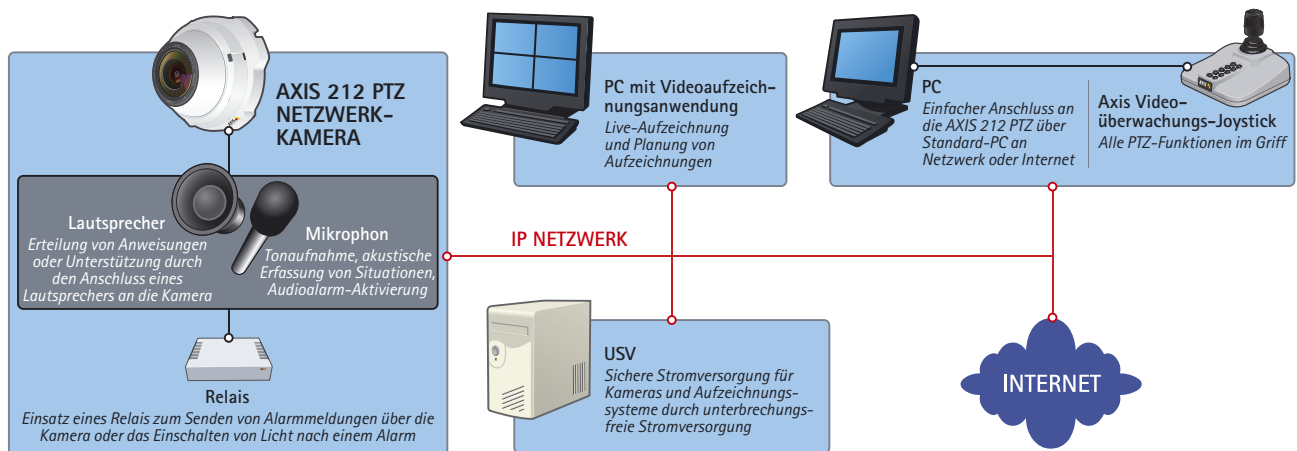 AXIS 212 PTZ
NETZWERK-
KAMERA
Lautsprecher
Erteilung von Anweisungen
oder Unterstützung durch
den Anschluss eines
Lautsprechers an die Kamera
Mikrophon
Tonaufnahme, akustische
Erfassung von Situationen,
Audioalarm-Aktivierung
Relais
Einsatz eines Relais zum Senden von Alarmmeldungen über die
Kamera oder das Einschalten von Licht nach einem Alarm
PC mit Videoaufzeich-
nungsanwendung
Live-Aufzeichnung
und Planung von
Aufzeichnungen
PC
Einfacher Anschluss an
die AXIS 212 PTZ über
Standard-PC an
Netzwerk oder Internet
Axis Video-
überwachungs-Joystick
Alle PTZ-Funktionen im Griff
IP NETZWERK
USV
Sichere Stromversorgung für
Kameras und Aufzeichnungs-
systeme durch unterbrechungs-
freie Stromversorgung
INTERNET